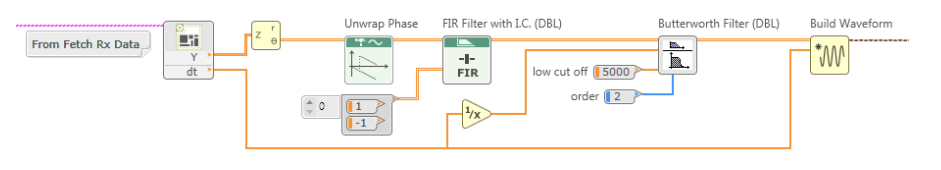 Unwrap Phase
FIR Filter with I.C. (DBL)
Butterworth Filter (DBL)
Build Waveform
From Fetch Rx Data
Y
dt
z
r
θ
FIR
low cut off
5000
order
2
0
1
-1
1/x